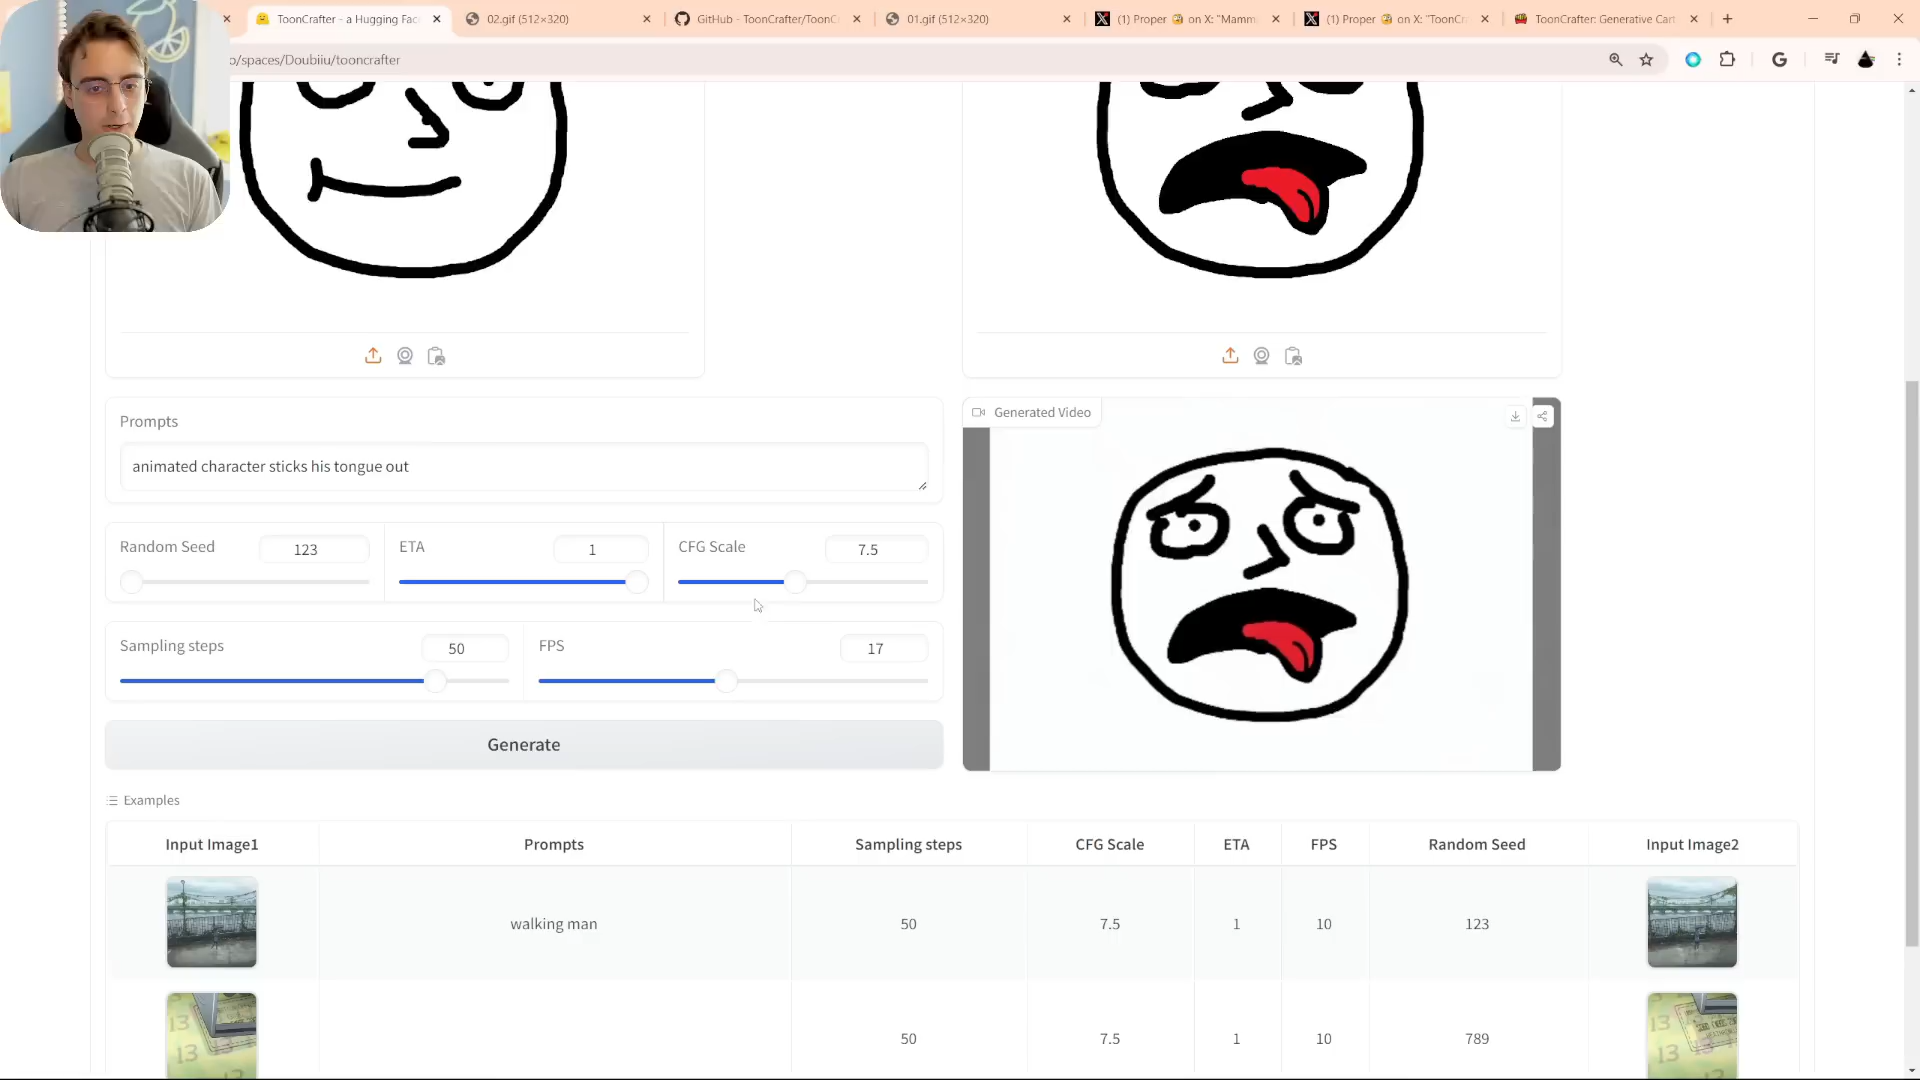 ToonCrafter - a Hugging Fac
02.gif (512×320)
GitHub - ToonCrafter/ToonC
01.gif (512×320)
(1) Proper 🤔 on X: "Mamm
(1) Proper 🤔 on X: "ToonCr
ToonCrafter: Generative Cart
o/spaces/Doubiiu/tooncrafter
Prompts
animated character sticks his tongue out
Random Seed 123
ETA 1
CFG Scale 7.5
Sampling steps 50
FPS 17
Generate
Generated Video
Examples
Input Image1 Prompts Sampling steps CFG Scale ETA FPS Random Seed Input Image2
walking man 50 7.5 1 10 123
50 7.5 1 10 789